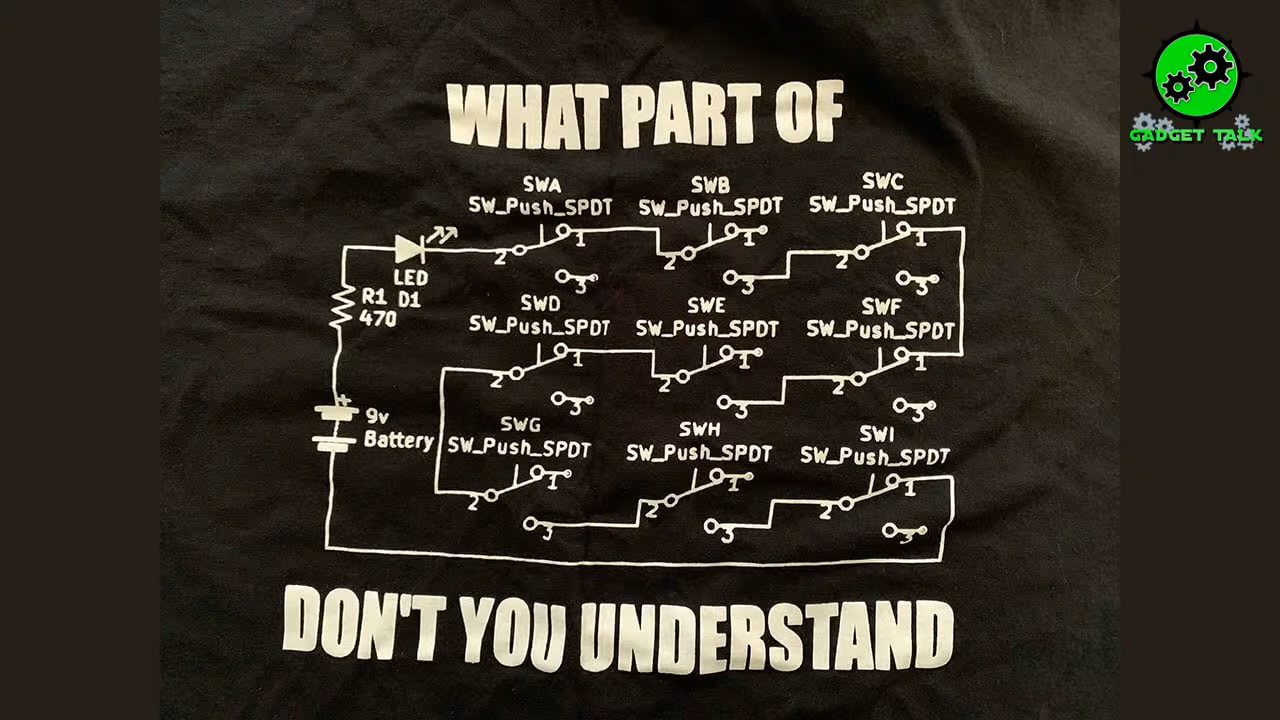 WHAT PART OF
GADGET TALK
SWA SWB SWC
SW_Push_SPDT SW_Push_SPDT SW_Push_SPDT
1 1 1
2 2 2
LED
3 3 3
R1 D1
470
SWD SWE SWF
SW_Push_SPDT SW_Push_SPDT SW_Push_SPDT
1 1 1
2 2 2
+
3 3 3
9v
Battery
SWG SWH SWI
SW_Push_SPDT SW_Push_SPDT SW_Push_SPDT
1 1 1
2 2 2
3 3 3
DON'T YOU UNDERSTAND